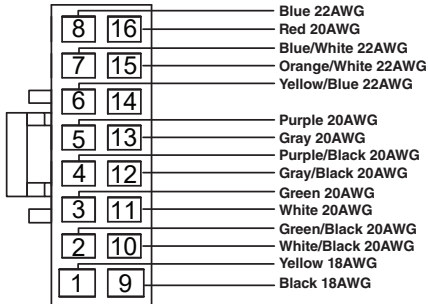 Blue 22AWG
8 16 Red 20AWG
Blue/White 22AWG
7 15 Orange/White 22AWG
Yellow/Blue 22AWG
6 14
Purple 20AWG
5 13 Gray 20AWG
Purple/Black 20AWG
4 12 Gray/Black 20AWG
Green 20AWG
3 11 White 20AWG
Green/Black 20AWG
2 10 White/Black 20AWG
Yellow 18AWG
1 9 Black 18AWG